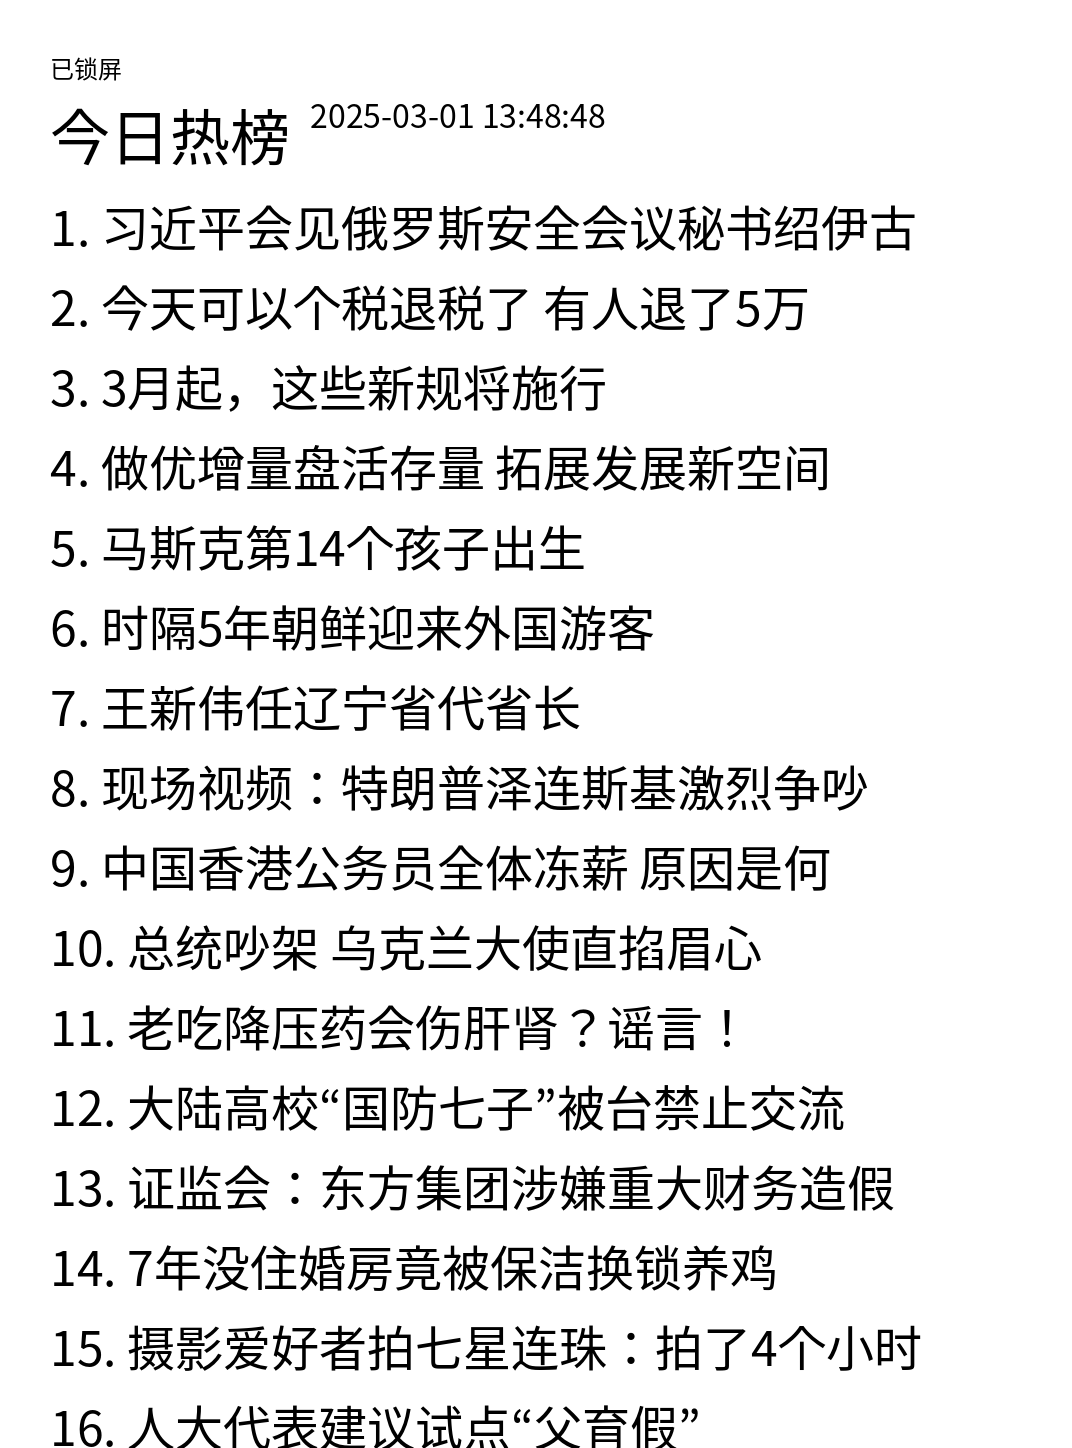 已锁屏
今日热榜 2025-03-01 13:48:48
1. 习近平会见俄罗斯安全会议秘书绍伊古
2. 今天可以个税退税了 有人退了5万
3. 3月起，这些新规将施行
4. 做优增量盘活存量 拓展发展新空间
5. 马斯克第14个孩子出生
6. 时隔5年朝鲜迎来外国游客
7. 王新伟任辽宁省代省长
8. 现场视频：特朗普泽连斯基激烈争吵
9. 中国香港公务员全体冻薪 原因是何
10. 总统吵架 乌克兰大使直掐眉心
11. 老吃降压药会伤肝肾？谣言！
12. 大陆高校“国防七子”被台禁止交流
13. 证监会：东方集团涉嫌重大财务造假
14. 7年没住婚房竟被保洁换锁养鸡
15. 摄影爱好者拍七星连珠：拍了4个小时
16. 人大代表建议试点“父育假”